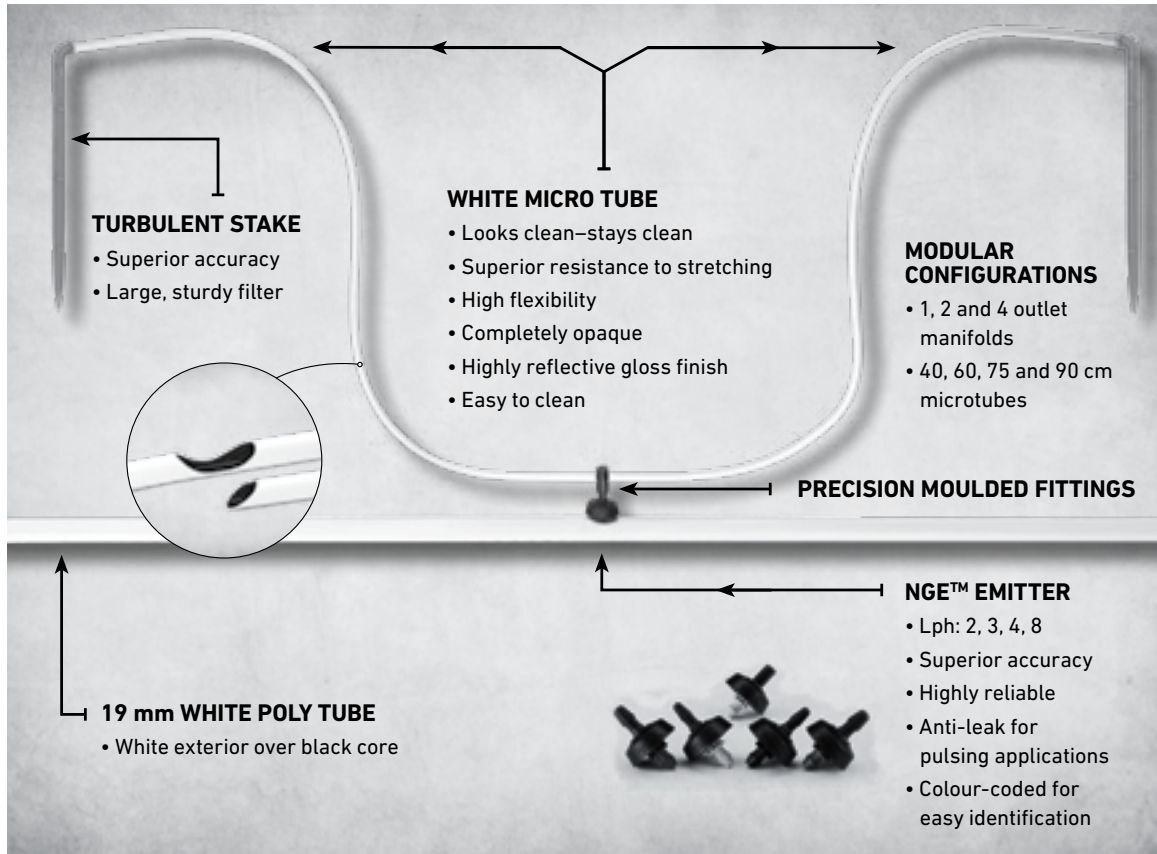 TURBULENT STAKE
• Superior accuracy
• Large, sturdy filter
WHITE MICRO TUBE
• Looks clean–stays clean
• Superior resistance to stretching
• High flexibility
• Completely opaque
• Highly reflective gloss finish
• Easy to clean
MODULAR
CONFIGURATIONS
• 1, 2 and 4 outlet
manifolds
• 40, 60, 75 and 90 cm
microtubes
PRECISION MOULDED FITTINGS
NGE™ EMITTER
• Lph: 2, 3, 4, 8
• Superior accuracy
• Highly reliable
• Anti-leak for
pulsing applications
• Colour-coded for
easy identification
19 mm WHITE POLY TUBE
• White exterior over black core